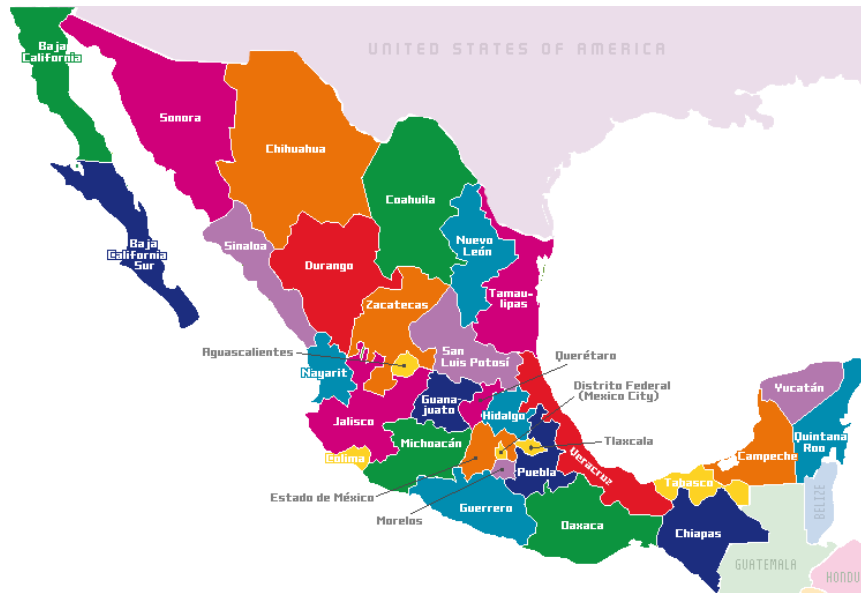 UNITED STATES OF AMERICA
Baja
California
Sonora
Chihuahua
Coahuila
Baja
California
Sur
Sinaloa
Nuevo
León
Durango
Tamau-
lipas
Zacatecas
Aguascalientes
San
Luis Potosí
Querétaro
Nayarit
Distrito Federal
(Mexico City)
Yucatán
Guana-
juato
Hidalgo
Jalisco
Michoacán
Tlaxcala
Quintana
Roo
Campeche
Colima
Veracruz
Puebla
Tabasco
Estado de México
Morelos
Guerrero
Oaxaca
Chiapas
BELIZE
GUATEMALA
HONDU